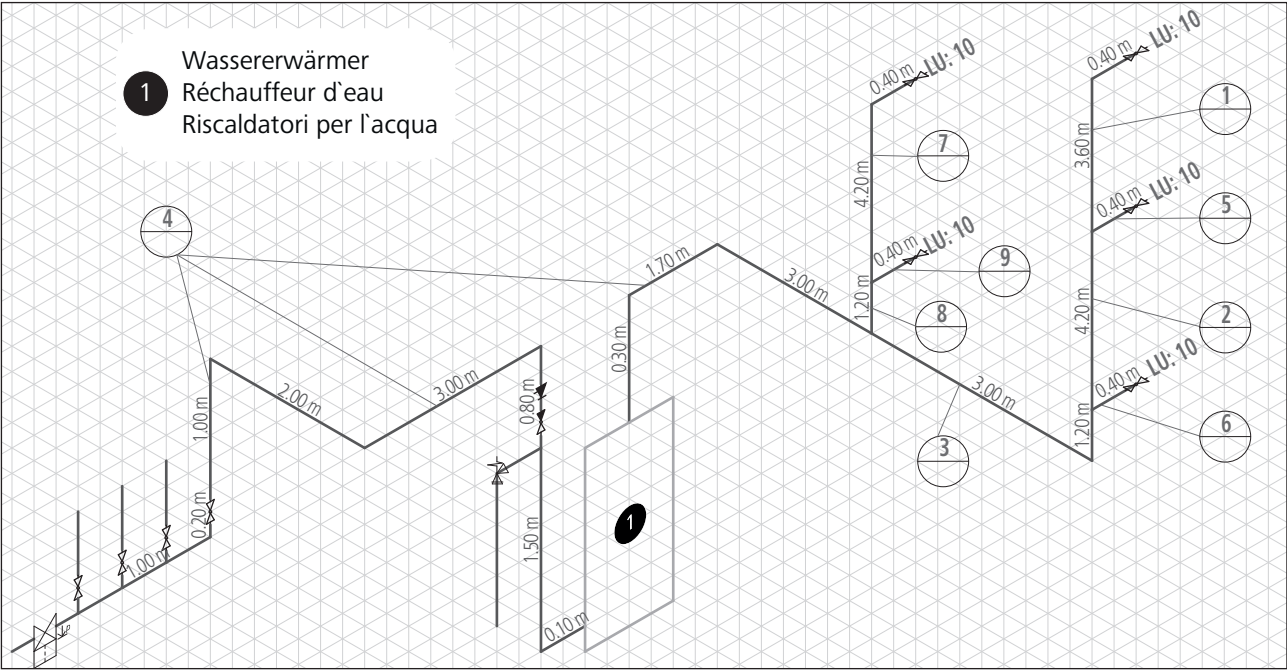 1
Wassererwärmer
Réchauffeur d`eau
Riscaldatori per l`acqua
0.40 m
LU: 10
0.40 m
LU: 10
1
7
3.60 m
4.20 m
0.40 m
LU: 10
5
4
0.40 m
LU: 10
9
1.70 m
3.00 m
1.20 m
8
4.20 m
2
0.30 m
0.40 m
LU: 10
2.00 m
3.00 m
0.80 m
3.00 m
1.00 m
1.20 m
6
3
0.20 m
1.00 m
1.50 m
1
0.10 m